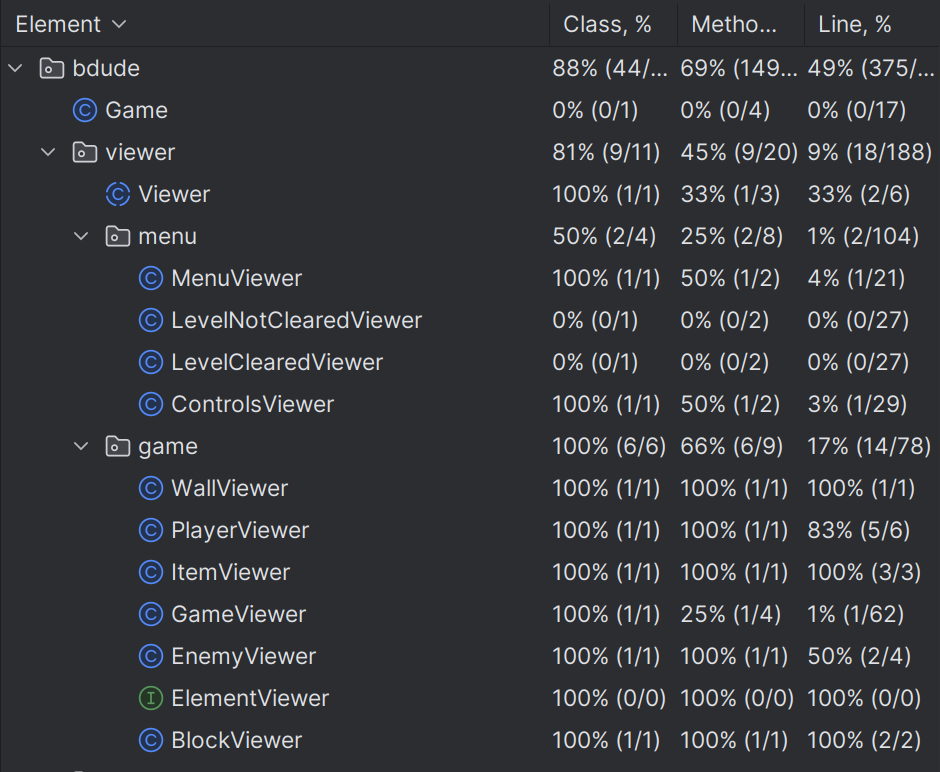 Element Class, % Metho... Line, %
bdude 88% (44/... 69% (149... 49% (375/...
Game 0% (0/1) 0% (0/4) 0% (0/17)
viewer 81% (9/11) 45% (9/20) 9% (18/188)
Viewer 100% (1/1) 33% (1/3) 33% (2/6)
menu 50% (2/4) 25% (2/8) 1% (2/104)
MenuViewer 100% (1/1) 50% (1/2) 4% (1/21)
LevelNotClearedViewer 0% (0/1) 0% (0/2) 0% (0/27)
LevelClearedViewer 0% (0/1) 0% (0/2) 0% (0/27)
ControlsViewer 100% (1/1) 50% (1/2) 3% (1/29)
game 100% (6/6) 66% (6/9) 17% (14/78)
WallViewer 100% (1/1) 100% (1/1) 100% (1/1)
PlayerViewer 100% (1/1) 100% (1/1) 83% (5/6)
ItemViewer 100% (1/1) 100% (1/1) 100% (3/3)
GameViewer 100% (1/1) 25% (1/4) 1% (1/62)
EnemyViewer 100% (1/1) 100% (1/1) 50% (2/4)
ElementViewer 100% (0/0) 100% (0/0) 100% (0/0)
BlockViewer 100% (1/1) 100% (1/1) 100% (2/2)